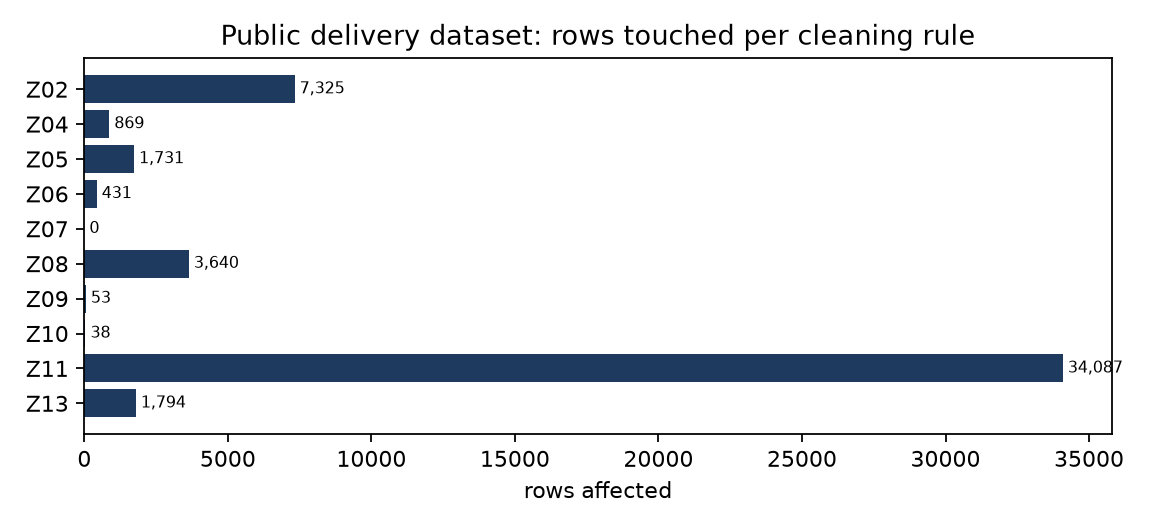 Public delivery dataset: rows touched per cleaning rule
Z02 7,325
Z04 869
Z05 1,731
Z06 431
Z07 0
Z08 3,640
Z09 53
Z10 38
Z11 34,087
Z13 1,794
0 5000 10000 15000 20000 25000 30000 35000
rows affected